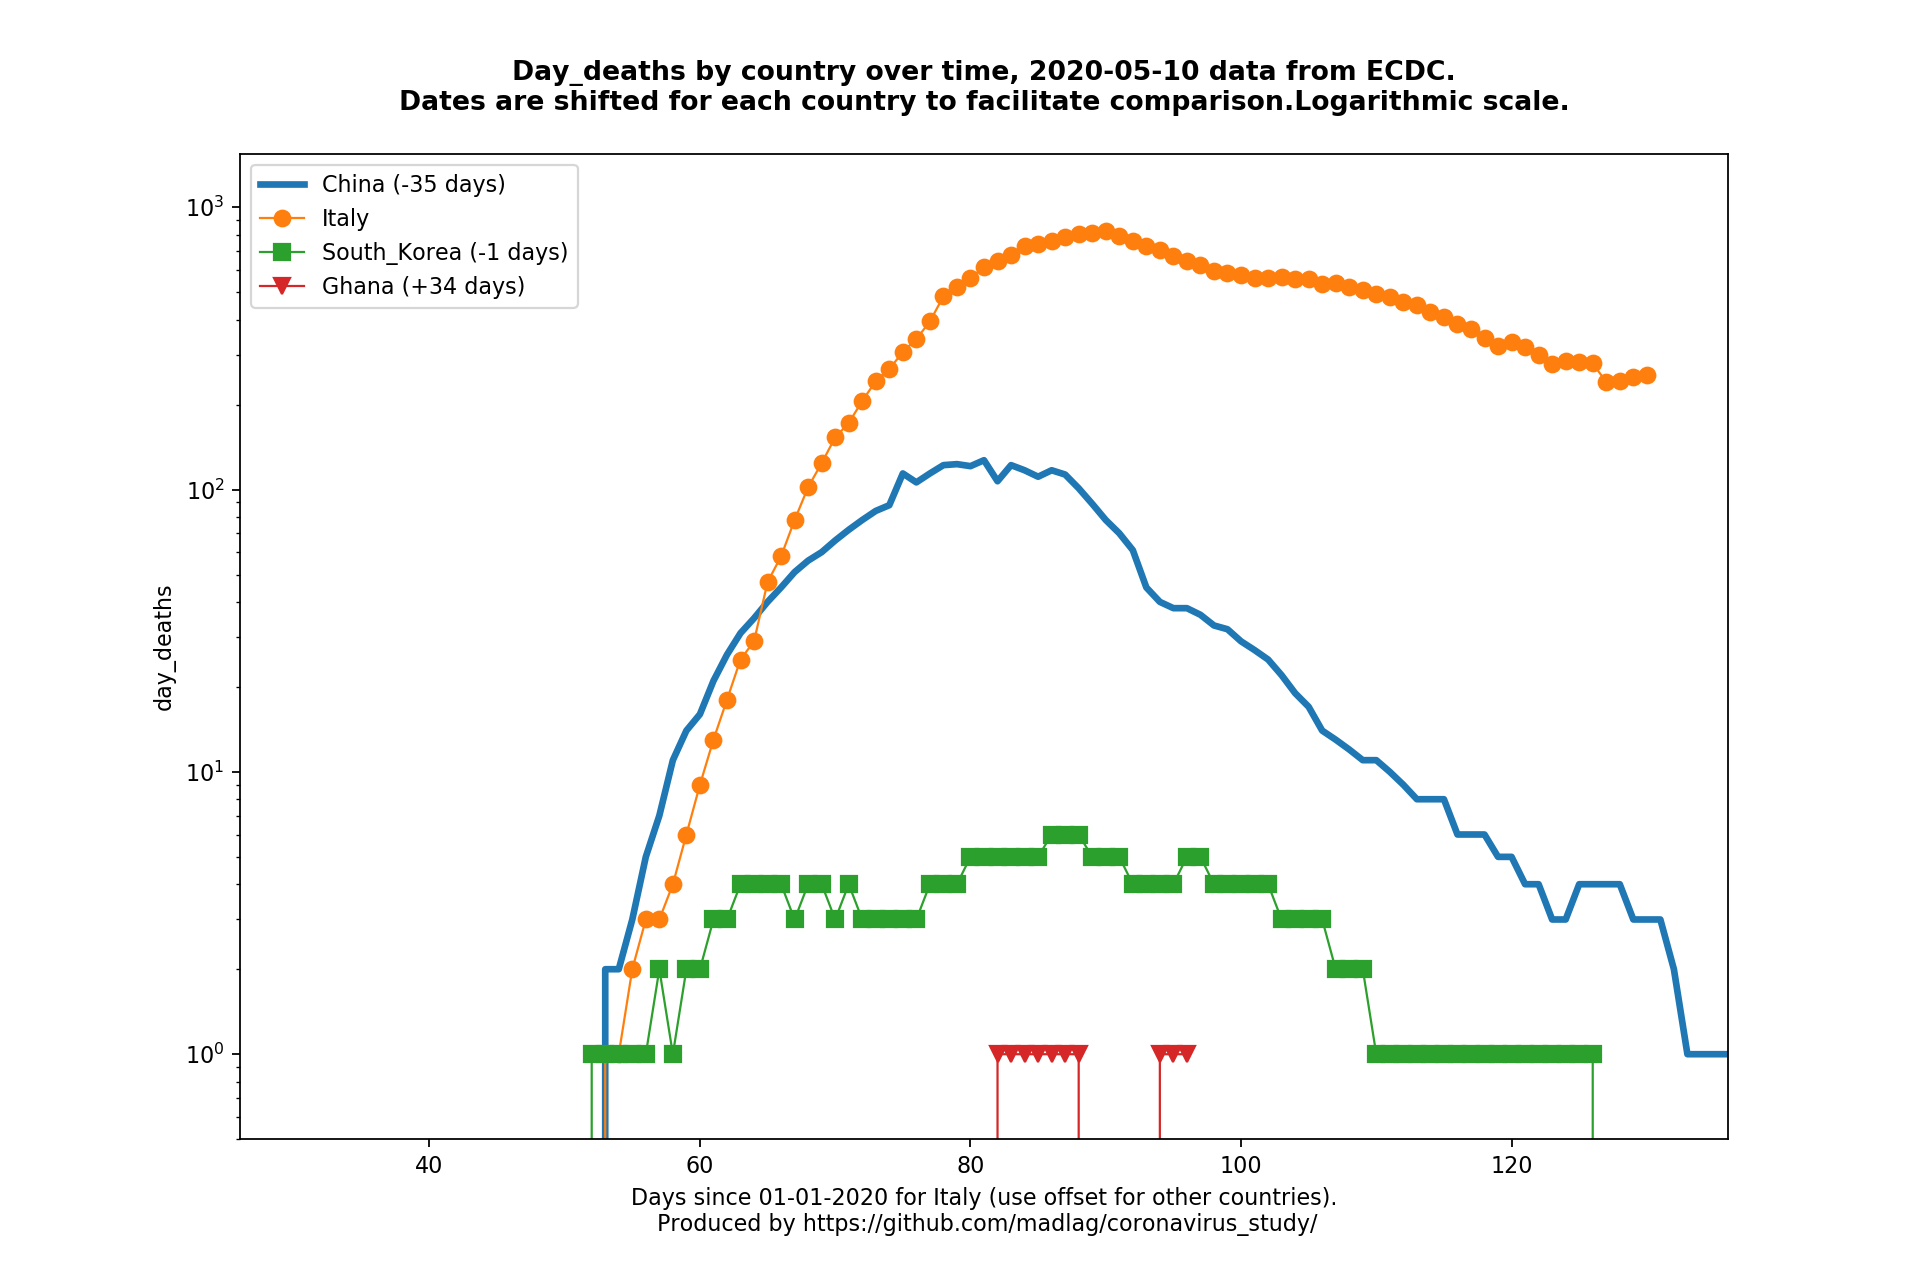 Day_deaths by country over time, 2020-05-10 data from ECDC.
Dates are shifted for each country to facilitate comparison.Logarithmic scale.
China (-35 days)
Italy
South_Korea (-1 days)
Ghana (+34 days)
10³
10²
10¹
10⁰
day_deaths
40 60 80 100 120
Days since 01-01-2020 for Italy (use offset for other countries).
Produced by https://github.com/madlag/coronavirus_study/